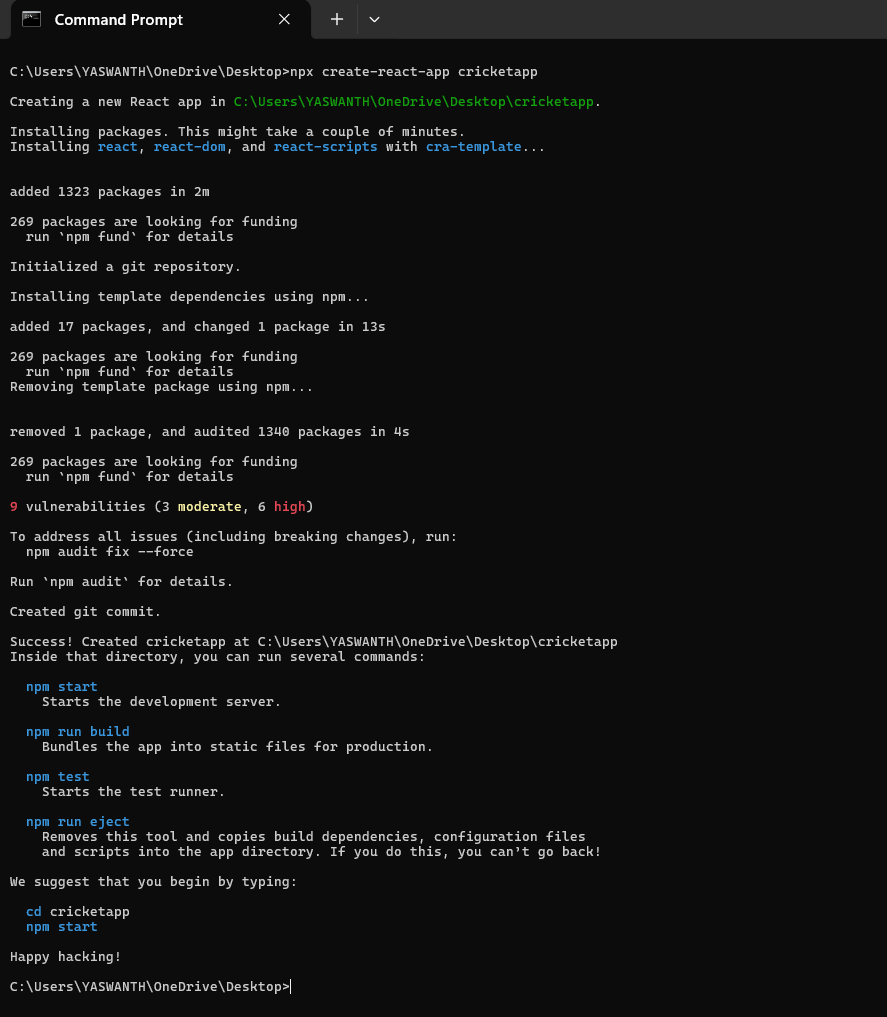 Command Prompt
C:\Users\YASWANTH\OneDrive\Desktop>npx create-react-app cricketapp
Creating a new React app in C:\Users\YASWANTH\OneDrive\Desktop\cricketapp.
Installing packages. This might take a couple of minutes.
Installing react, react-dom, and react-scripts with cra-template...
added 1323 packages in 2m
269 packages are looking for funding
  run `npm fund` for details
Initialized a git repository.
Installing template dependencies using npm...
added 17 packages, and changed 1 package in 13s
269 packages are looking for funding
  run `npm fund` for details
Removing template package using npm...
removed 1 package, and audited 1340 packages in 4s
269 packages are looking for funding
  run `npm fund` for details
9 vulnerabilities (3 moderate, 6 high)
To address all issues (including breaking changes), run:
  npm audit fix --force
Run `npm audit` for details.
Created git commit.
Success! Created cricketapp at C:\Users\YASWANTH\OneDrive\Desktop\cricketapp
Inside that directory, you can run several commands:
  npm start
    Starts the development server.
  npm run build
    Bundles the app into static files for production.
  npm test
    Starts the test runner.
  npm run eject
    Removes this tool and copies build dependencies, configuration files
    and scripts into the app directory. If you do this, you can't go back!
We suggest that you begin by typing:
  cd cricketapp
  npm start
Happy hacking!
C:\Users\YASWANTH\OneDrive\Desktop>